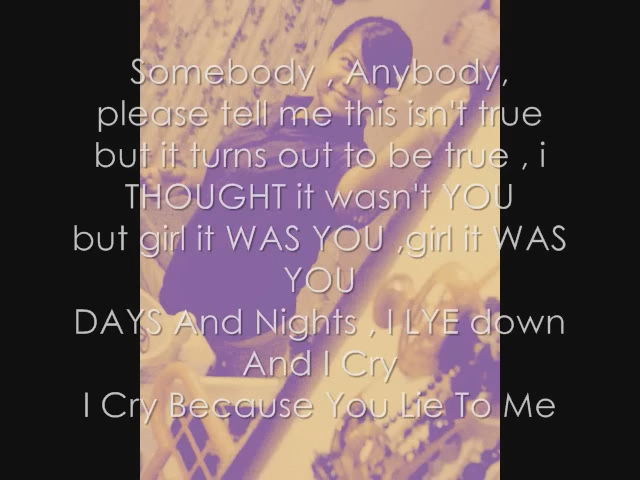 Somebody , Anybody,
please tell me this isn't true
but it turns out to be true , i
THOUGHT it wasn't YOU
but girl it WAS YOU ,girl it WAS
YOU
DAYS And Nights , I LYE down
And I Cry
I Cry Because You Lie To Me